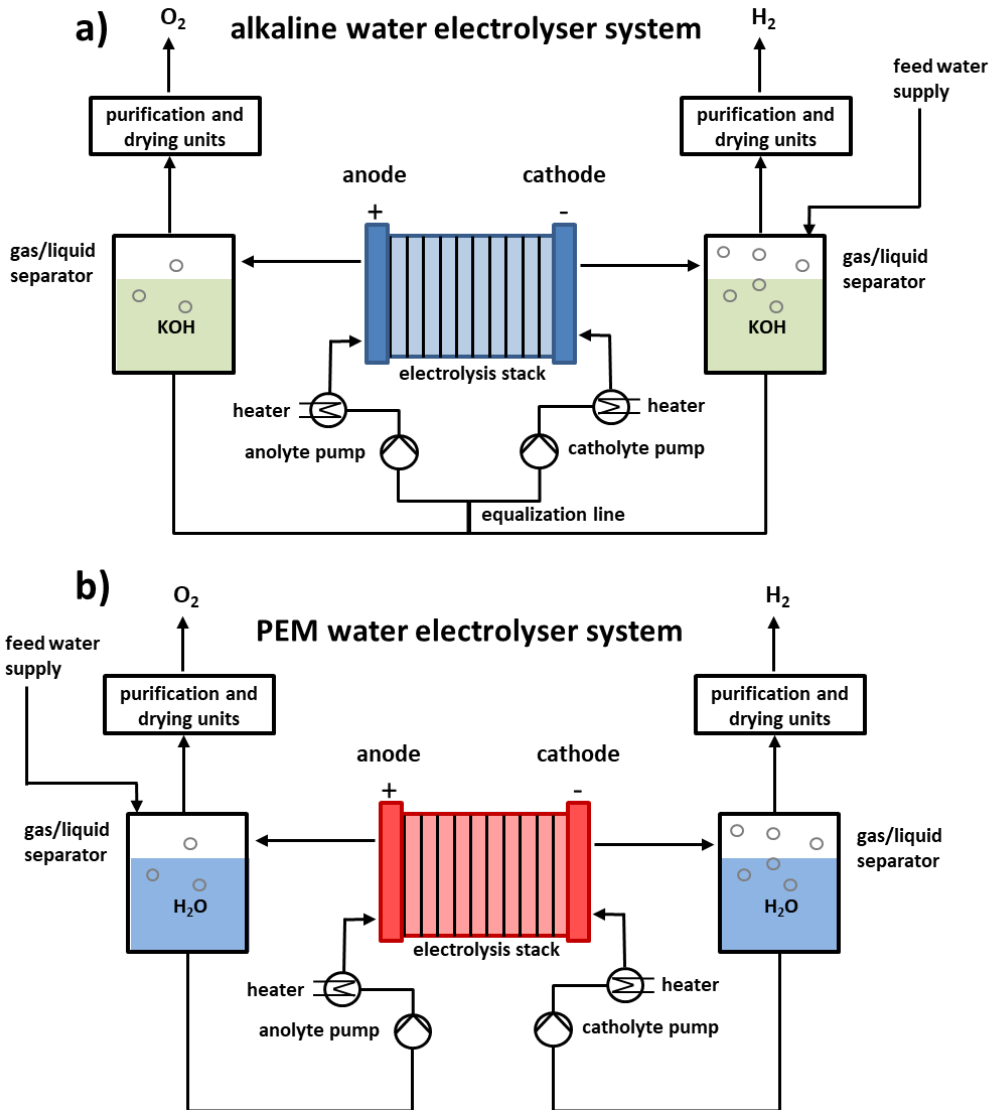 a)
alkaline water electrolyser system
O₂
H₂
feed water
supply
purification and
drying units
purification and
drying units
anode
cathode
+
-
gas/liquid
separator
gas/liquid
separator
KOH
KOH
electrolysis stack
heater
heater
anolyte pump
catholyte pump
equalization line
b)
PEM water electrolyser system
O₂
H₂
feed water
supply
purification and
drying units
purification and
drying units
anode
cathode
+
-
gas/liquid
separator
gas/liquid
separator
H₂O
H₂O
electrolysis stack
heater
heater
anolyte pump
catholyte pump